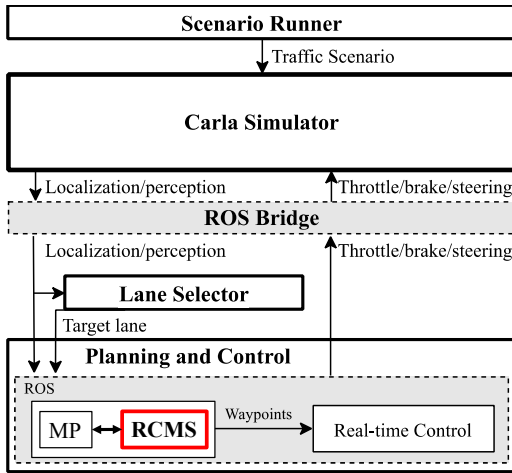 Scenario Runner
Traffic Scenario
Carla Simulator
Localization/perception
Throttle/brake/steering
ROS Bridge
Localization/perception
Throttle/brake/steering
Lane Selector
Target lane
Planning and Control
ROS
MP
RCMS
Waypoints
Real-time Control